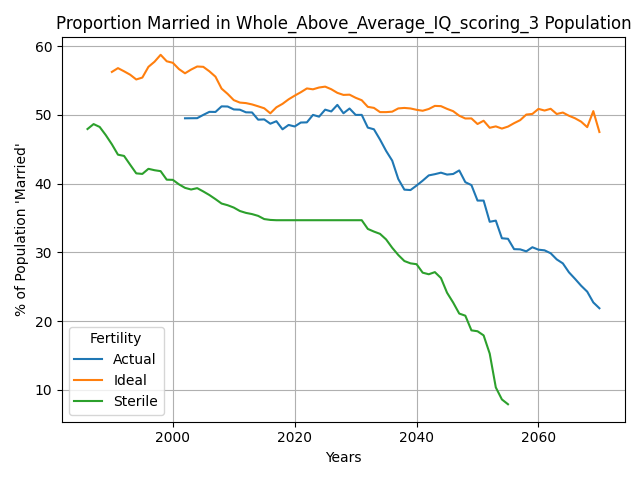 Proportion Married in Whole_Above_Average_IQ_scoring_3 Population
% of Population 'Married'
60
50
40
30
20
10
Fertility
Actual
Ideal
Sterile
2000
2020
2040
2060
Years